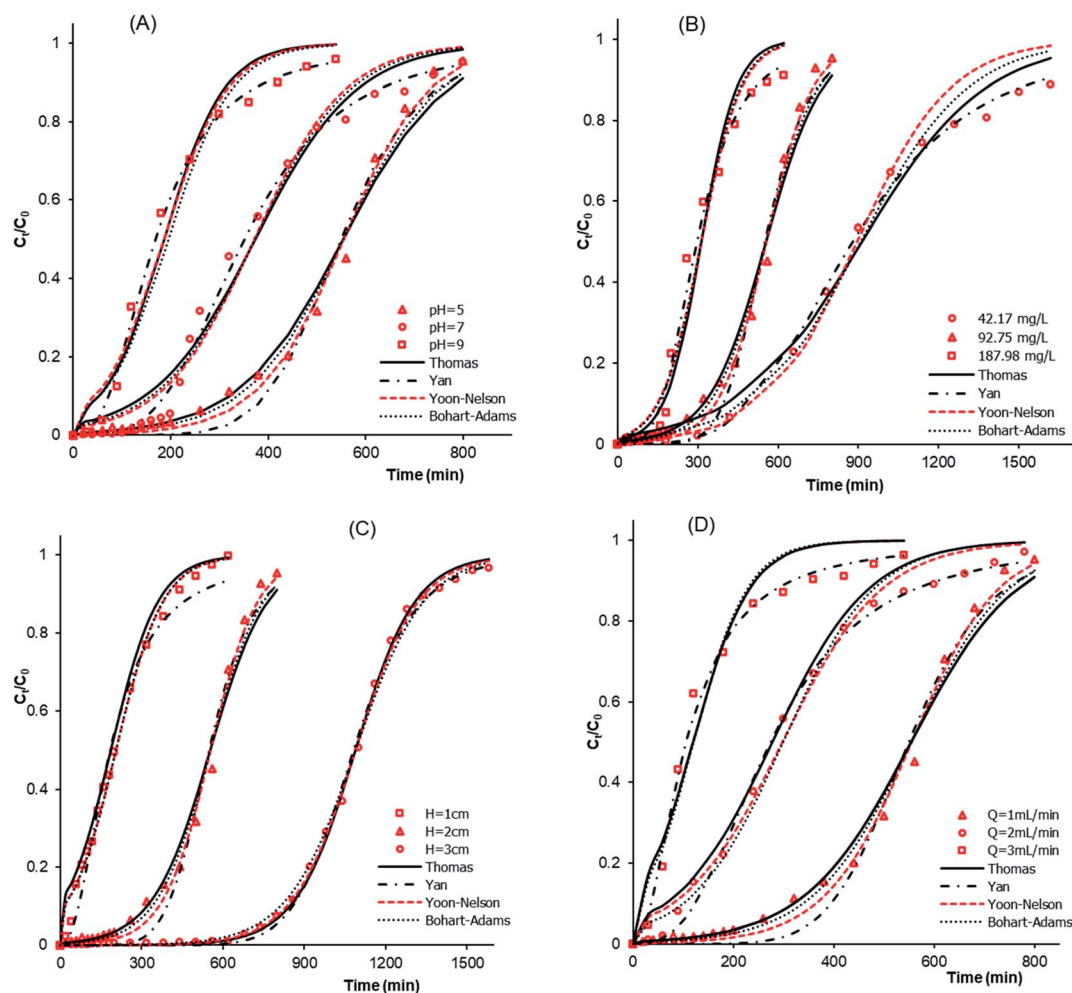 (A)
1
0.8
0.6
0.4
0.2
0
Cₜ/C₀
0 200 400 600 800
Time (min)
pH=5
pH=7
pH=9
Thomas
Yan
Yoon-Nelson
Bohart-Adams
(B)
1
0.8
0.6
0.4
0.2
0
Cₜ/C₀
0 300 600 900 1200 1500
Time (min)
42.17 mg/L
92.75 mg/L
187.98 mg/L
Thomas
Yan
Yoon-Nelson
Bohart-Adams
(C)
1
0.8
0.6
0.4
0.2
0
Cₜ/C₀
0 300 600 900 1200 1500
Time (min)
H=1cm
H=2cm
H=3cm
Thomas
Yan
Yoon-Nelson
Bohart-Adams
(D)
1
0.8
0.6
0.4
0.2
0
Cₜ/C₀
0 200 400 600 800
Time (min)
Q=1mL/min
Q=2mL/min
Q=3mL/min
Thomas
Yan
Yoon-Nelson
Bohart-Adams